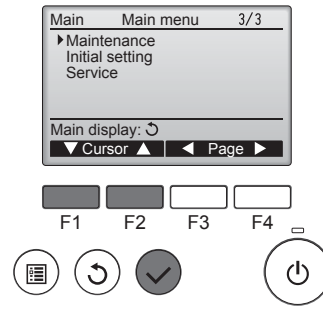 Main Main menu 3/3
Maintenance
Initial setting
Service
Main display:
Cursor Page
F1 F2 F3 F4